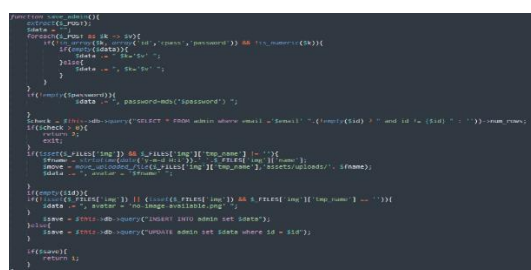 function save_admin(){
extract($_POST);
$data = "";
foreach($_POST as $k => $v){
if(!in_array($k, array('id','cpass','password')) && !is_numeric($k)){
if(empty($data)){
$data .= " $k='$v' ";
}else{
$data .= ", $k='$v' ";
}
}
}
if(!empty($password)){
$data .= ", password=md5('$password') ";
}
$check = $this->db->query("SELECT * FROM admin where email ='$email' ".(!empty($id) ? " and id != {$id} " : ''))->num_rows;
if($check > 0){
return 2;
exit;
}
if(isset($_FILES['img']) && $_FILES['img']['tmp_name'] != ''){
$fname = strtotime(date('y-m-d H:i')).'_'.$_FILES['img']['name'];
$move = move_uploaded_file($_FILES['img']['tmp_name'],'assets/uploads/'. $fname);
$data .= ", avatar = '$fname' ";
}
if(empty($id)){
if(!isset($_FILES['img']) || (isset($_FILES['img']) && $_FILES['img']['tmp_name'] == '')){
$data .= ", avatar = 'no-image-available.png' ";
}
$save = $this->db->query("INSERT INTO admin set $data");
}else{
$save = $this->db->query("UPDATE admin set $data where id = $id");
}
if($save){
return 1;